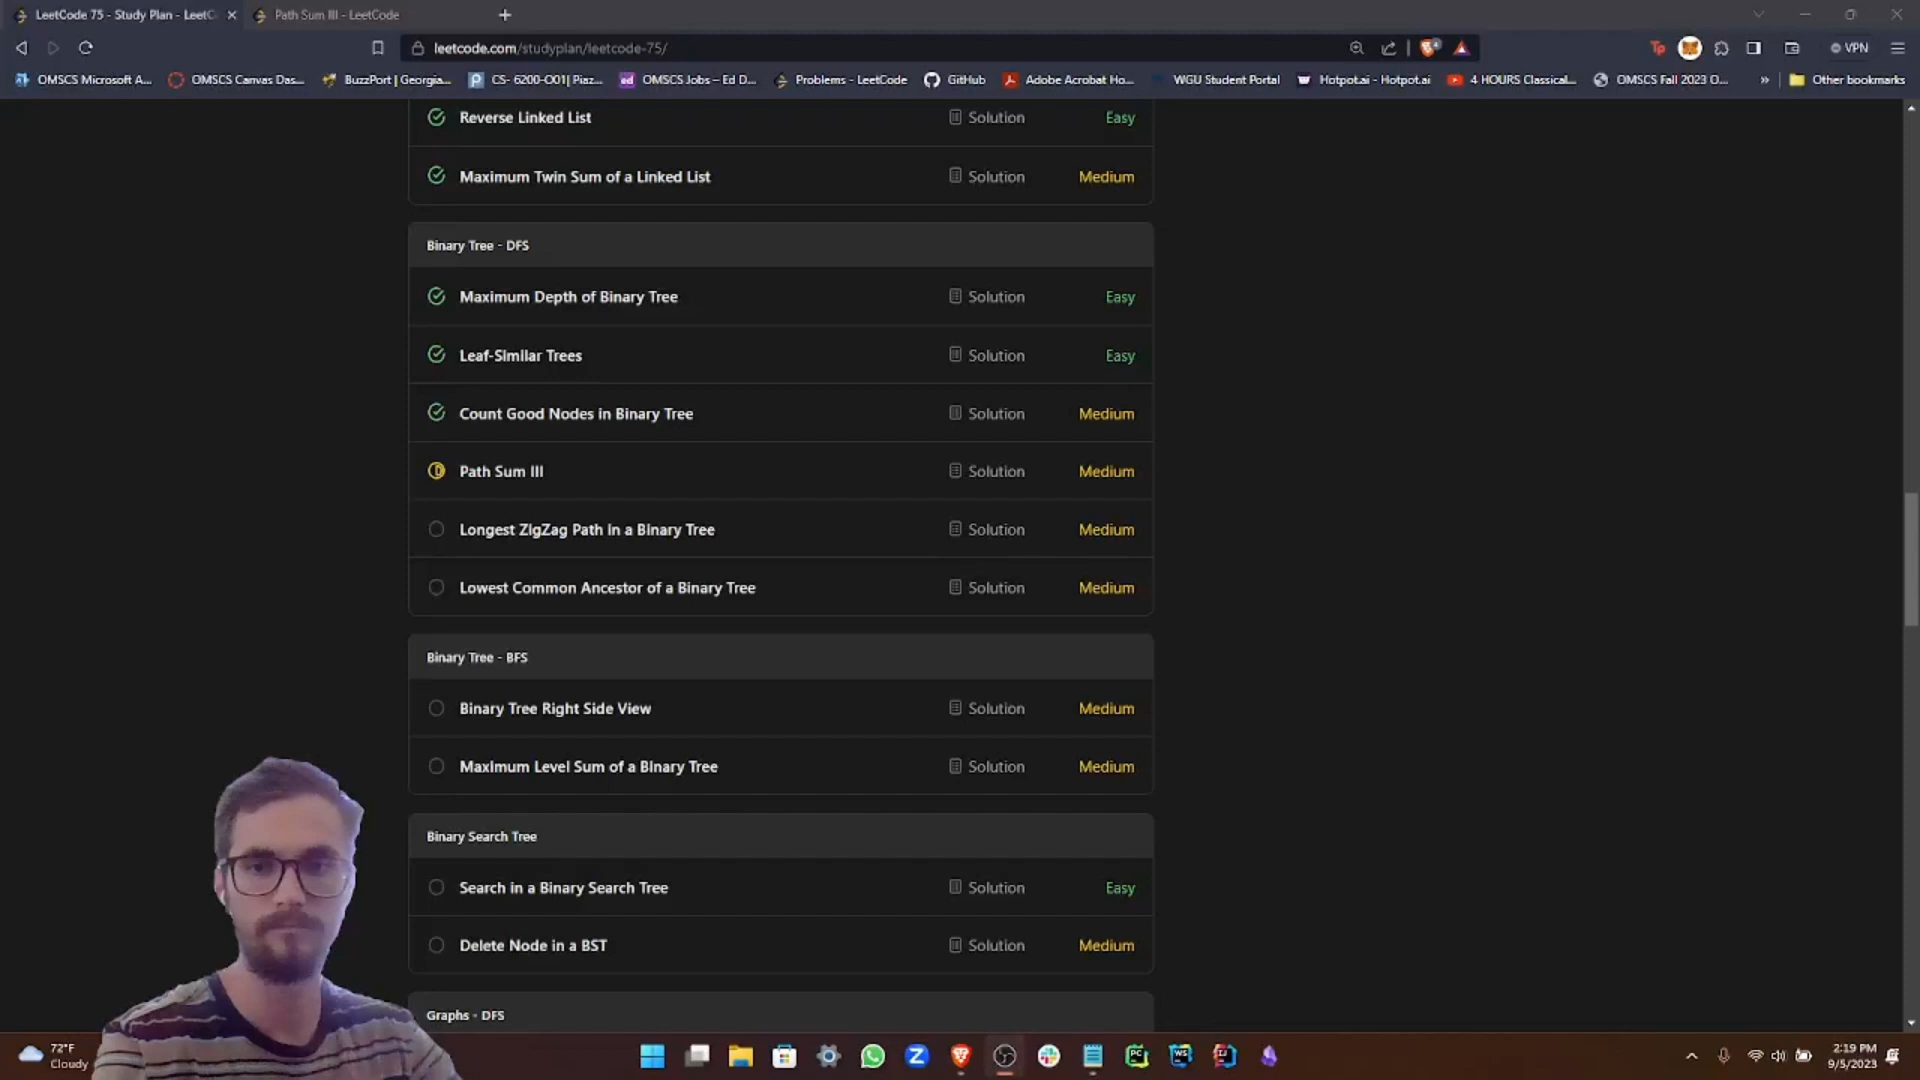 LeetCode 75 - Study Plan - LeetC
Path Sum III - LeetCode
leetcode.com/studyplan/leetcode-75/
VPN
OMSCS Microsoft A...
OMSCS Canvas Das...
BuzzPort | Georgia...
CS- 6200-O01| Piaz...
OMSCS Jobs – Ed D...
Problems - LeetCode
GitHub
Adobe Acrobat Ho...
WGU Student Portal
Hotpot.ai - Hotpot.ai
4 HOURS Classical...
OMSCS Fall 2023 O...
»
Other bookmarks
Reverse Linked List
Solution
Easy
Maximum Twin Sum of a Linked List
Solution
Medium
Binary Tree - DFS
Maximum Depth of Binary Tree
Solution
Easy
Leaf-Similar Trees
Solution
Easy
Count Good Nodes in Binary Tree
Solution
Medium
Path Sum III
Solution
Medium
Longest ZigZag Path in a Binary Tree
Solution
Medium
Lowest Common Ancestor of a Binary Tree
Solution
Medium
Binary Tree - BFS
Binary Tree Right Side View
Solution
Medium
Maximum Level Sum of a Binary Tree
Solution
Medium
Binary Search Tree
Search in a Binary Search Tree
Solution
Easy
Delete Node in a BST
Solution
Medium
Graphs - DFS
72°F
Cloudy
2:19 PM
9/5/2023